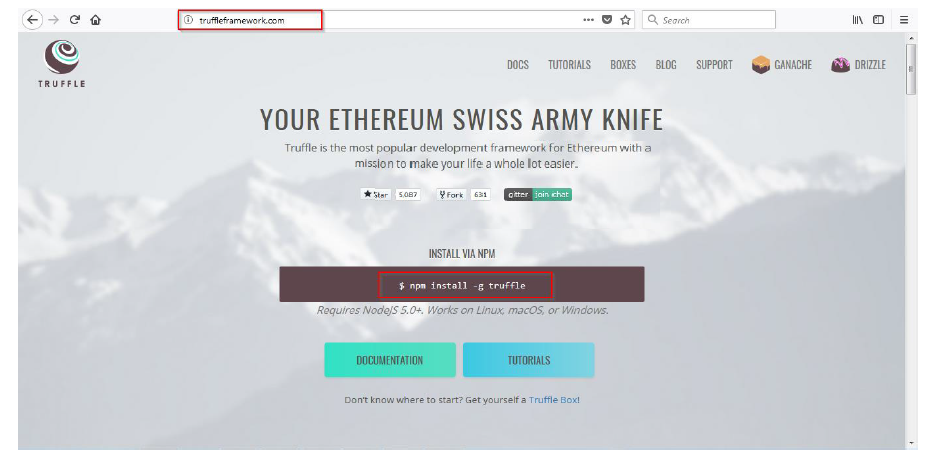 truffleframework.com
Search
TRUFFLE
DOCS TUTORIALS BOXES BLOG SUPPORT GANACHE DRIZZLE
YOUR ETHEREUM SWISS ARMY KNIFE
Truffle is the most popular development framework for Ethereum with a
mission to make your life a whole lot easier.
Star 5,087 Fork 631 gitter join chat
INSTALL VIA NPM
$ npm install -g truffle
Requires NodeJS 5.0+. Works on Linux, macOS, or Windows.
DOCUMENTATION TUTORIALS
Don't know where to start? Get yourself a Truffle Box!